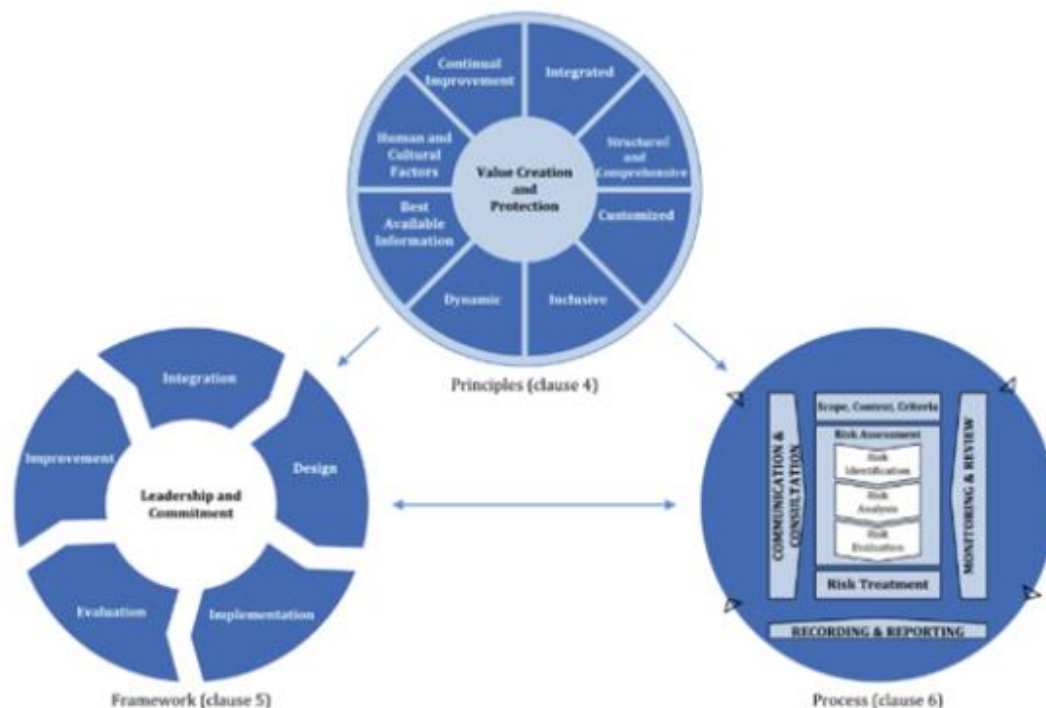 Continual
Improvement
Integrated
Human and
Cultural
Factors
Structured
and
Comprehensive
Value Creation
and
Protection
Best
Available
Information
Customized
Dynamic
Inclusive
Principles (clause 4)
Integration
Improvement
Design
Leadership and
Commitment
Evaluation
Implementation
Framework (clause 5)
Scope, Context, Criteria
Risk Assessment
Risk
Identification
Risk
Analysis
Risk
Evaluation
Risk Treatment
COMMUNICATION &
CONSULTATION
MONITORING & REVIEW
RECORDING & REPORTING
Process (clause 6)